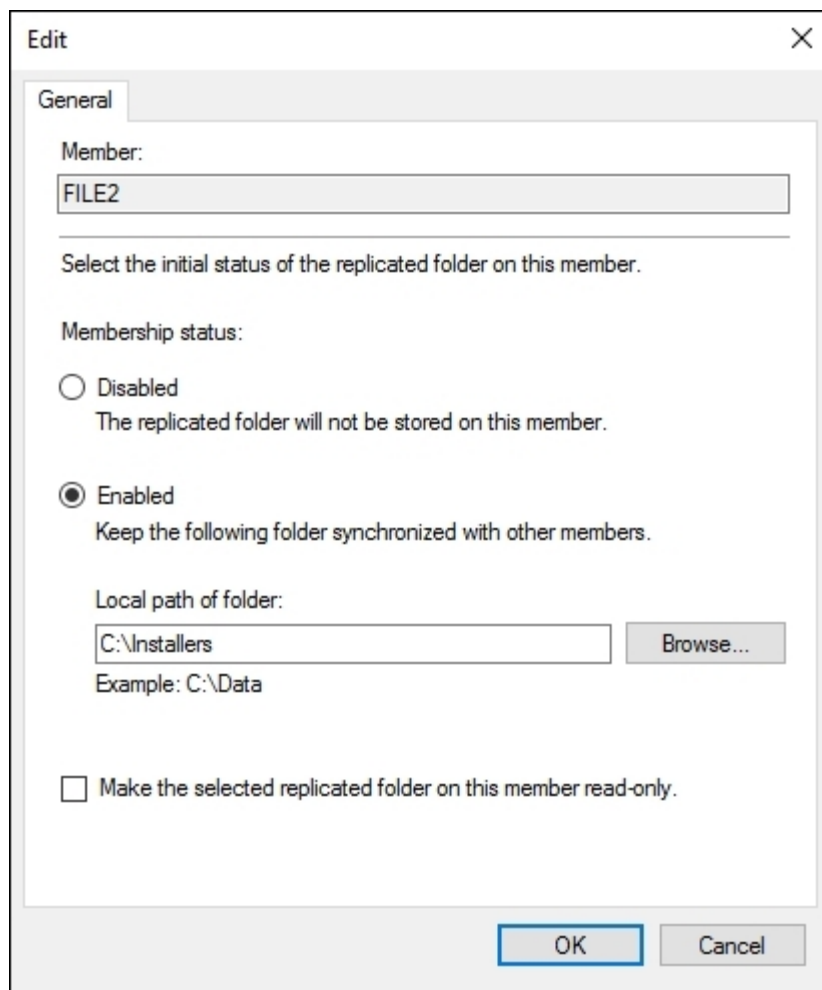 Edit
General
Member:
FILE2
Select the initial status of the replicated folder on this member.
Membership status:
Disabled
The replicated folder will not be stored on this member.
Enabled
Keep the following folder synchronized with other members.
Local path of folder:
C:\Installers
Browse...
Example: C:\Data
Make the selected replicated folder on this member read-only.
OK
Cancel